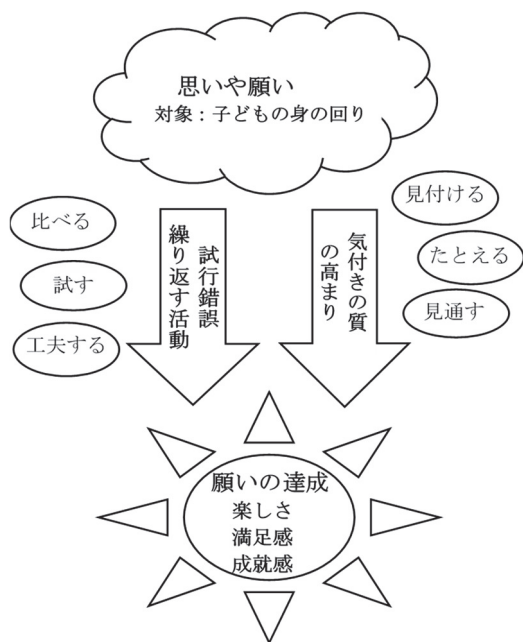 思いや願い
対象：子どもの身の回り
比べる
試す
工夫する
試行錯誤
繰り返す活動
気付きの質
の高まり
見付ける
たとえる
見通す
願いの達成
楽しさ
満足感
成就感